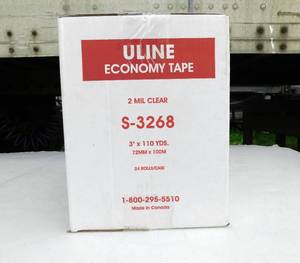 ULINE
ECONOMY TAPE
2 MIL CLEAR
S-3268
3" x 110 YDS.
72MM x 100M
24 ROLLS/CASE
1-800-295-5510
Made in Canada